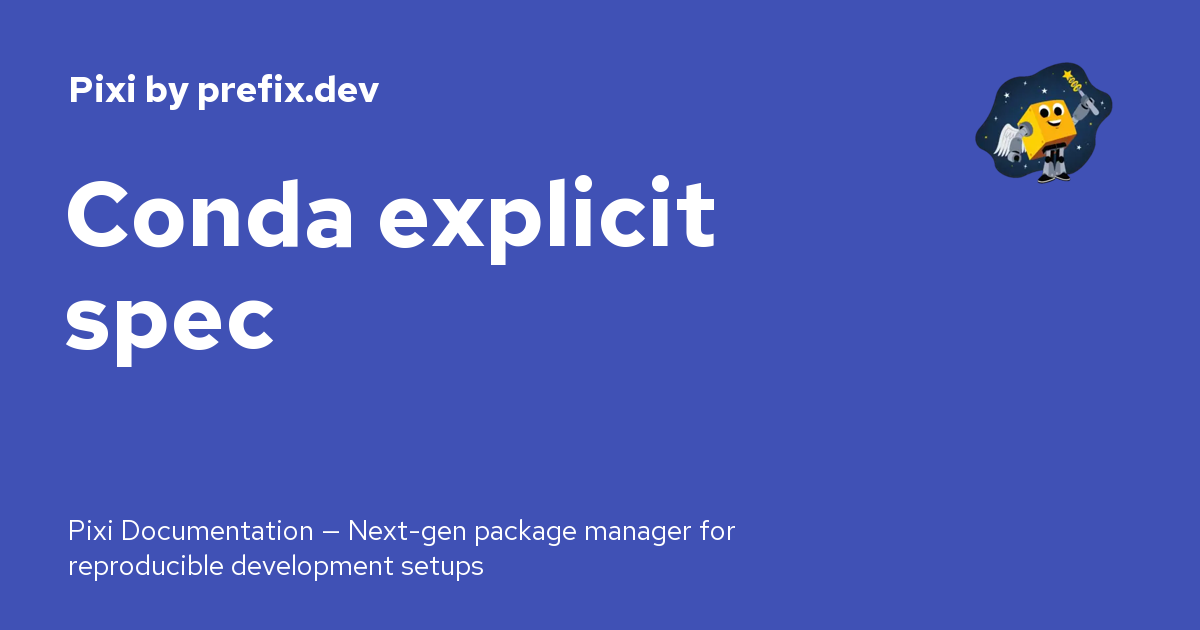 Pixi by prefix.dev
Conda explicit
spec
Pixi Documentation — Next-gen package manager for
reproducible development setups